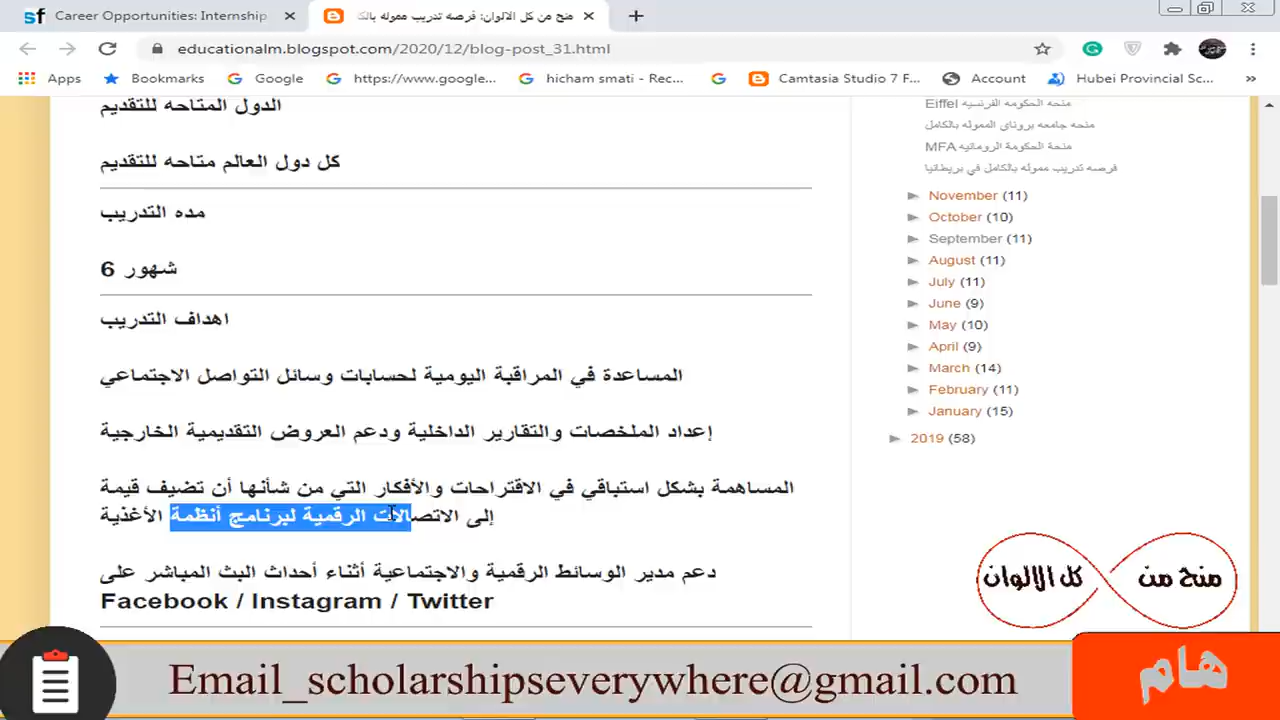 Career Opportunities: Internship
منح من كل الالوان: فرصه تدريب مموله بالك
educationalm.blogspot.com/2020/12/blog-post_31.html
Apps
Bookmarks
Google
https://www.google...
hicham smati - Rec...
Camtasia Studio 7 F...
Account
Hubei Provincial Sc...
»
الدول المتاحه للتقديم
كل دول العالم متاحه للتقديم
مده التدريب
6 شهور
اهداف التدريب
المساعدة في المراقبة اليومية لحسابات وسائل التواصل الاجتماعي
إعداد الملخصات والتقارير الداخلية ودعم العروض التقديمية الخارجية
المساهمة بشكل استباقي في الاقتراحات والأفكار التي من شأنها أن تضيف قيمة
إلى الاتصالات الرقمية لبرنامج أنظمة الأغذية
دعم مدير الوسائط الرقمية والاجتماعية أثناء أحداث البث المباشر على
Facebook / Instagram / Twitter
منحه الحكومه الفرنسيه Eiffel
منحه جامعه بروناي المموله بالكامل
منحة الحكومة الرومانيه MFA
فرصه تدريب مموله بالكامل في بريطانيا
November (11)
October (10)
September (11)
August (11)
July (11)
June (9)
May (10)
April (9)
March (14)
February (11)
January (15)
2019 (58)
منح من كل الالوان
Email_scholarshipseverywhere@gmail.com
هام